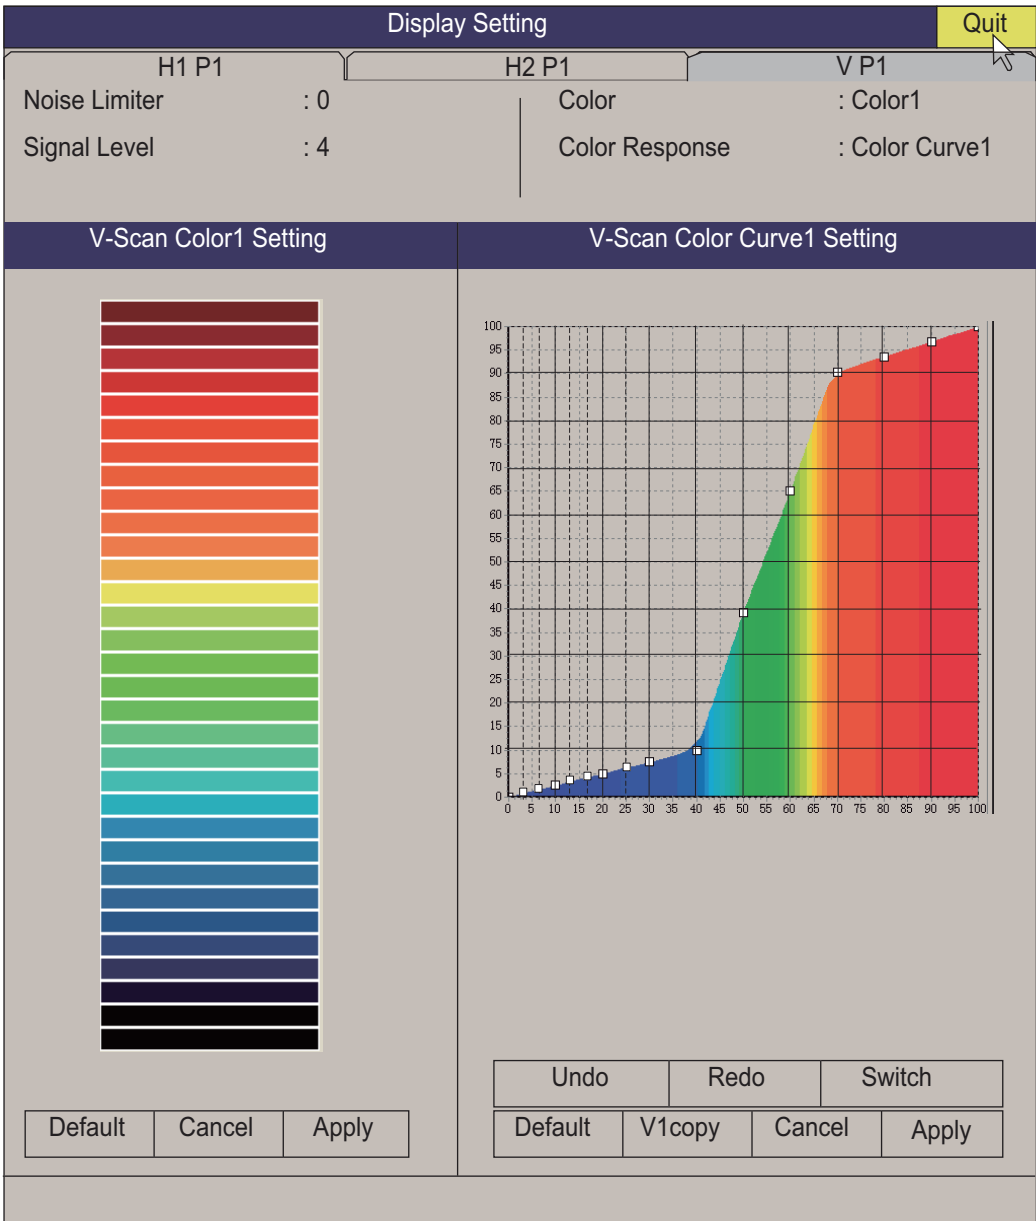 Display Setting Quit
H1 P1 H2 P1 V P1
Noise Limiter : 0 Color : Color1
Signal Level : 4 Color Response : Color Curve1
V-Scan Color1 Setting V-Scan Color Curve1 Setting
100
95
90
85
80
75
70
65
60
55
50
45
40
35
30
25
20
15
10
5
0
0 5 10 15 20 25 30 35 40 45 50 55 60 65 70 75 80 85 90 95 100
Undo Redo Switch
Default Cancel Apply Default V1copy Cancel Apply